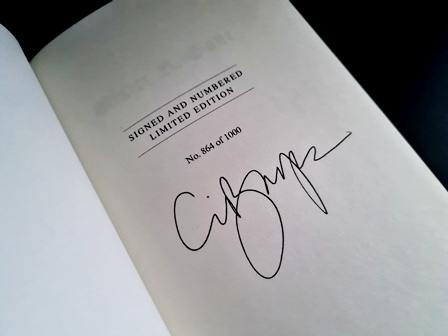 SIGNED AND NUMBERED
LIMITED EDITION
No. 864 of 1000